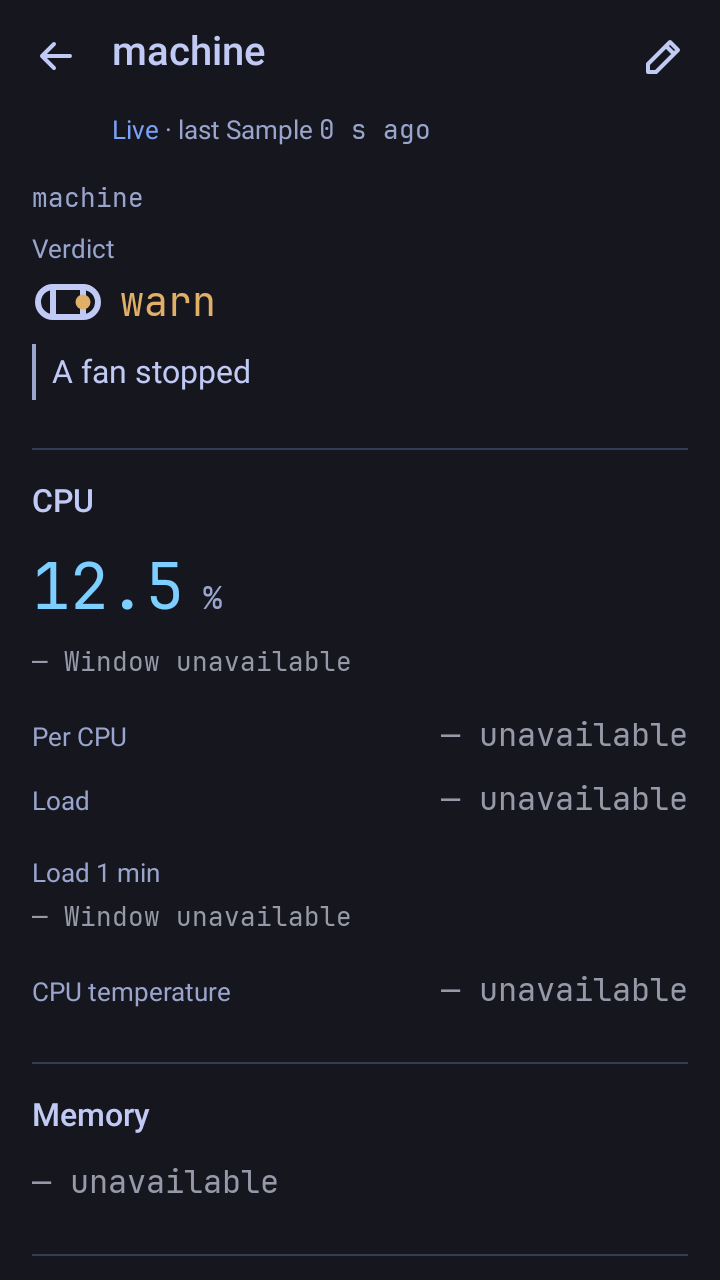 machine
Live · last Sample 0 s ago
machine
Verdict
warn
A fan stopped
CPU
12.5 %
— Window unavailable
Per CPU — unavailable
Load — unavailable
Load 1 min
— Window unavailable
CPU temperature — unavailable
Memory
— unavailable